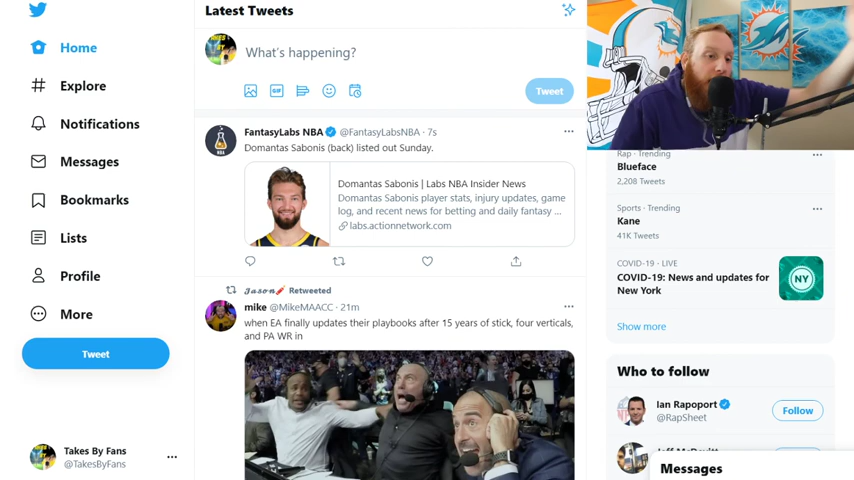 Home
Explore
Notifications
Messages
Bookmarks
Lists
Profile
More
Tweet
Takes By Fans
@TakesByFans
Latest Tweets
What's happening?
GIF
Tweet
FantasyLabs NBA @FantasyLabsNBA · 7s
Domantas Sabonis (back) listed out Sunday.
Domantas Sabonis | Labs NBA Insider News
Domantas Sabonis player stats, injury updates, game
log, and recent news for betting and daily fantasy ...
labs.actionnetwork.com
𝓙𝓪𝓼𝓸𝓷 Retweeted
mike @MikeMAACC · 21m
when EA finally updates their playbooks after 15 years of stick, four verticals,
and PA WR in
Rap · Trending
Blueface
2,208 Tweets
Sports · Trending
Kane
41K Tweets
COVID-19 · LIVE
COVID-19: News and updates for
New York
NY
Show more
Who to follow
Ian Rapoport
@RapSheet
Follow
Messages